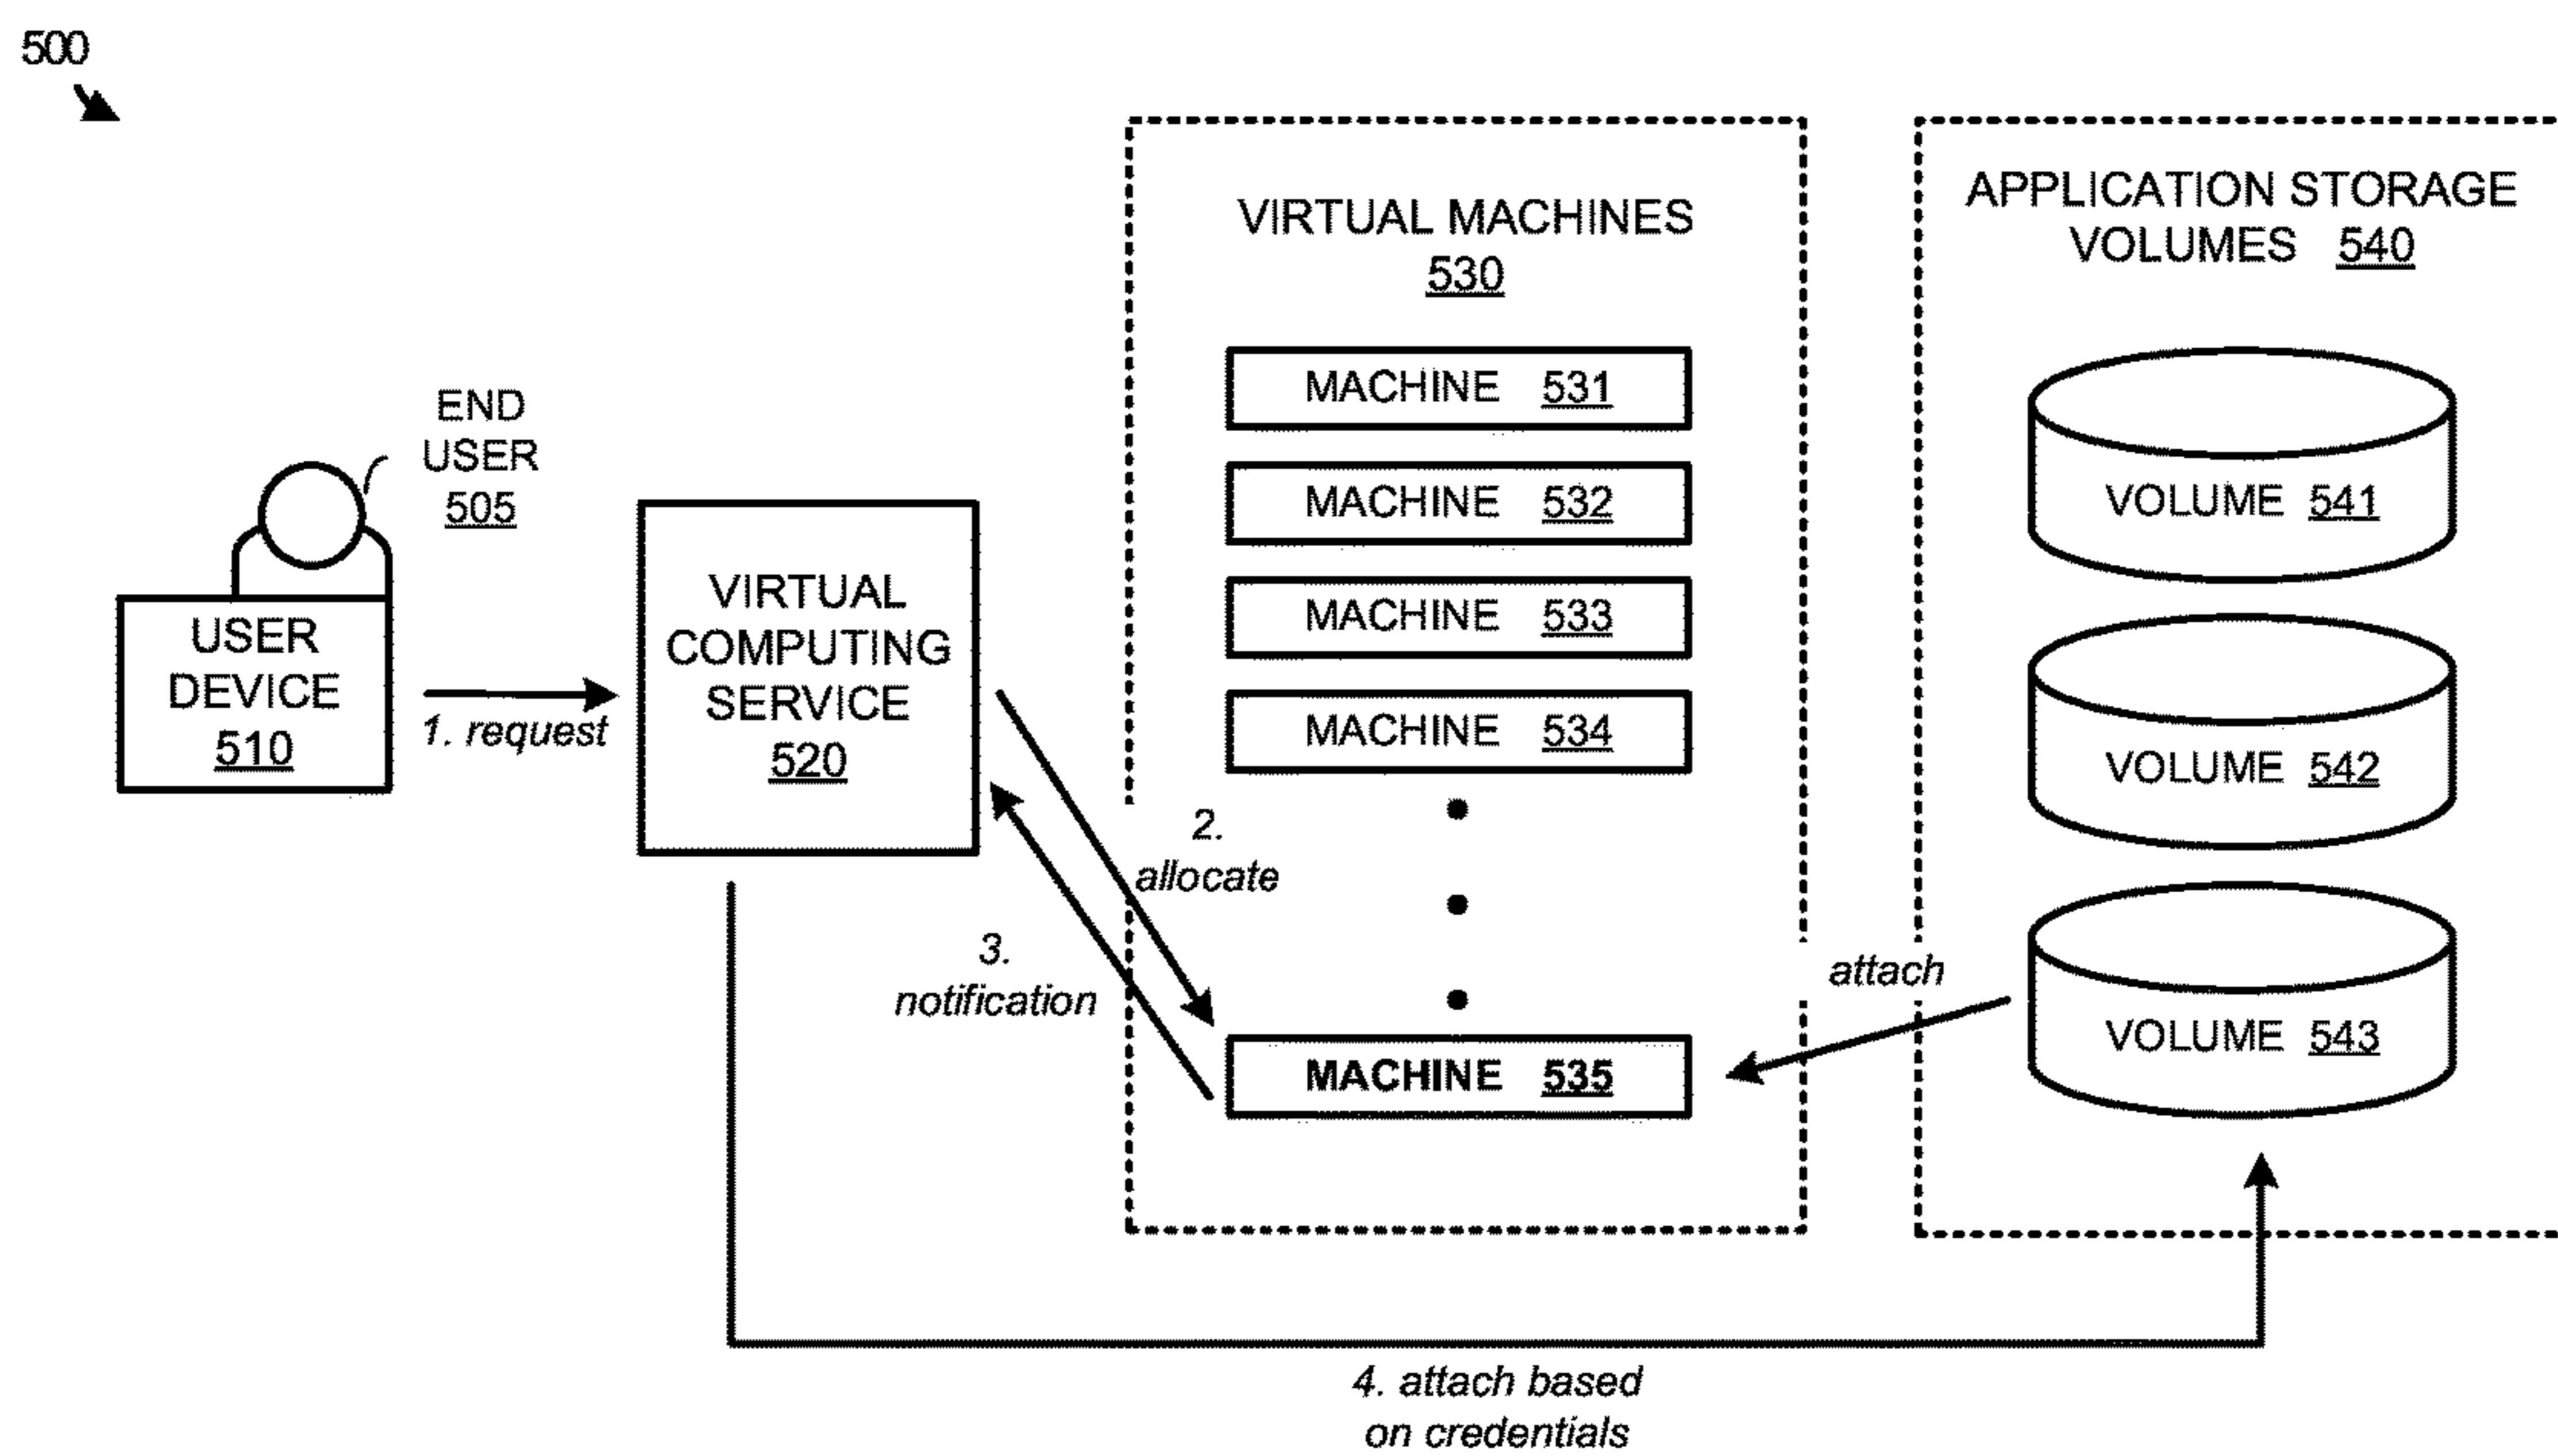 500
END
USER
505
USER
DEVICE
510
1. request
VIRTUAL
COMPUTING
SERVICE
520
2.
allocate
3.
notification
VIRTUAL MACHINES
530
MACHINE 531
MACHINE 532
MACHINE 533
MACHINE 534
MACHINE 535
attach
APPLICATION STORAGE
VOLUMES 540
VOLUME 541
VOLUME 542
VOLUME 543
4. attach based
on credentials